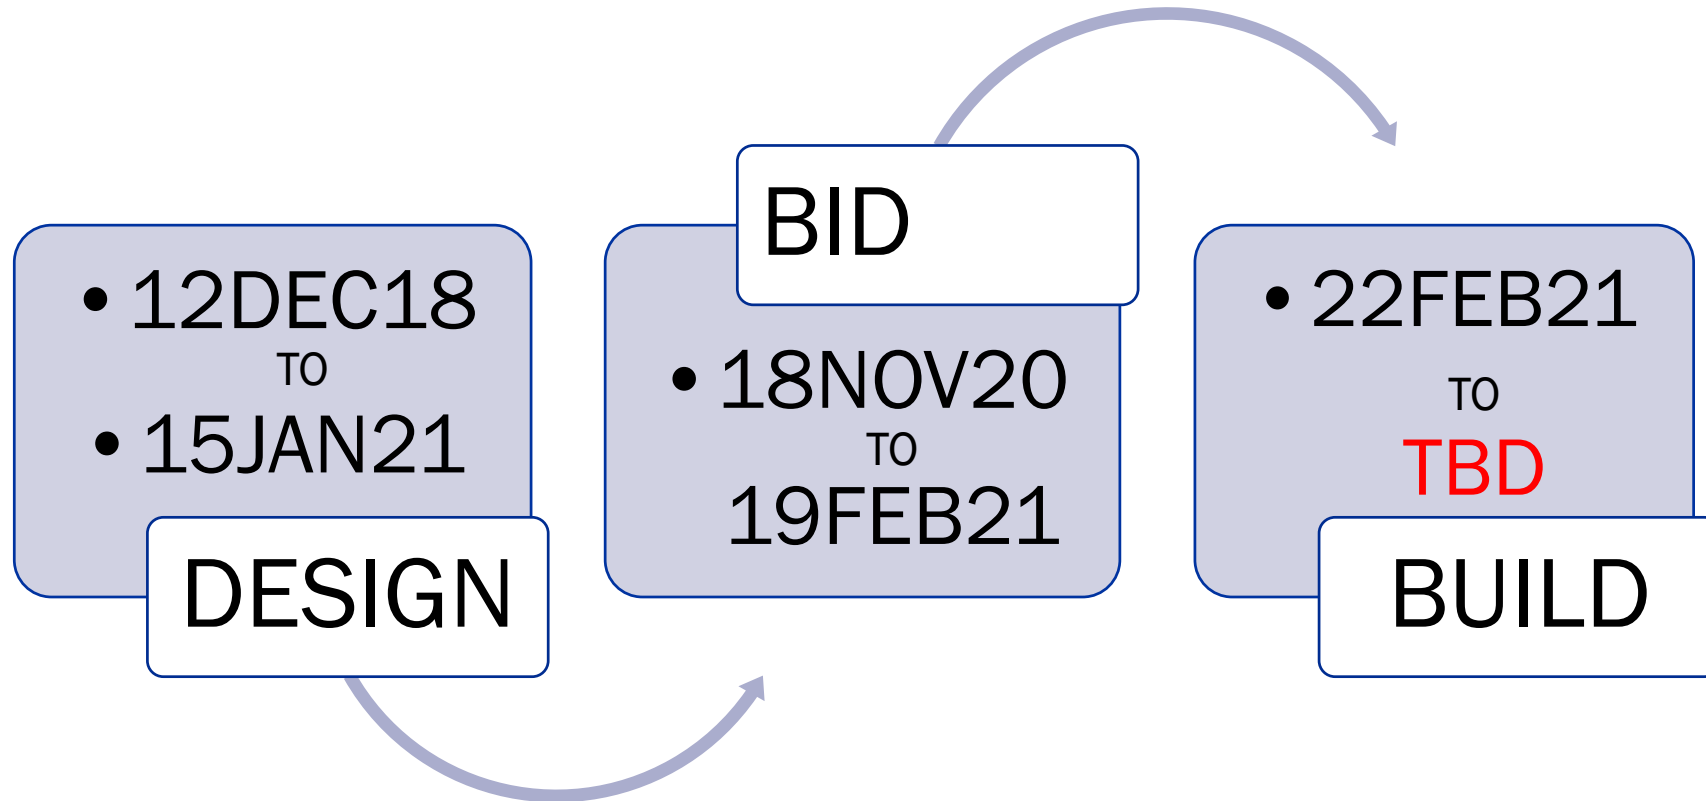 • 12DEC18
TO
• 15JAN21
DESIGN
BID
• 18NOV20
TO
19FEB21
• 22FEB21
TO
TBD
BUILD